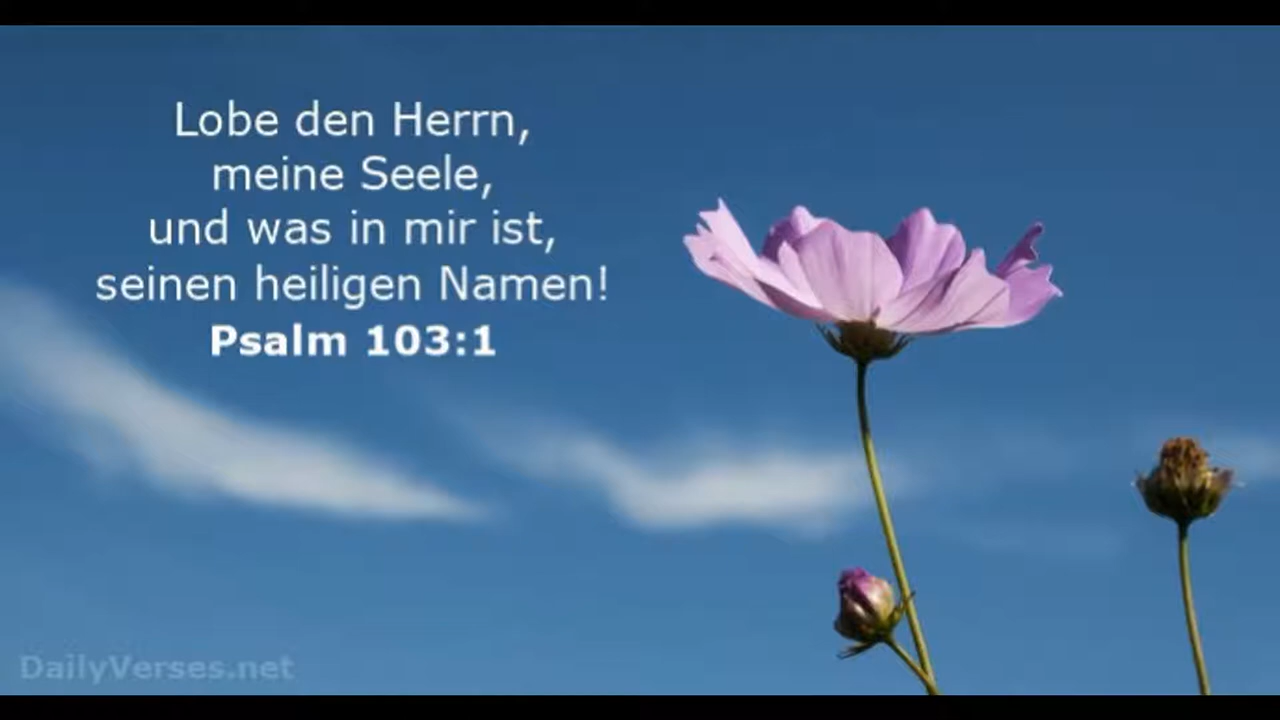 Lobe den Herrn,
meine Seele,
und was in mir ist,
seinen heiligen Namen!
Psalm 103:1
DailyVerses.net